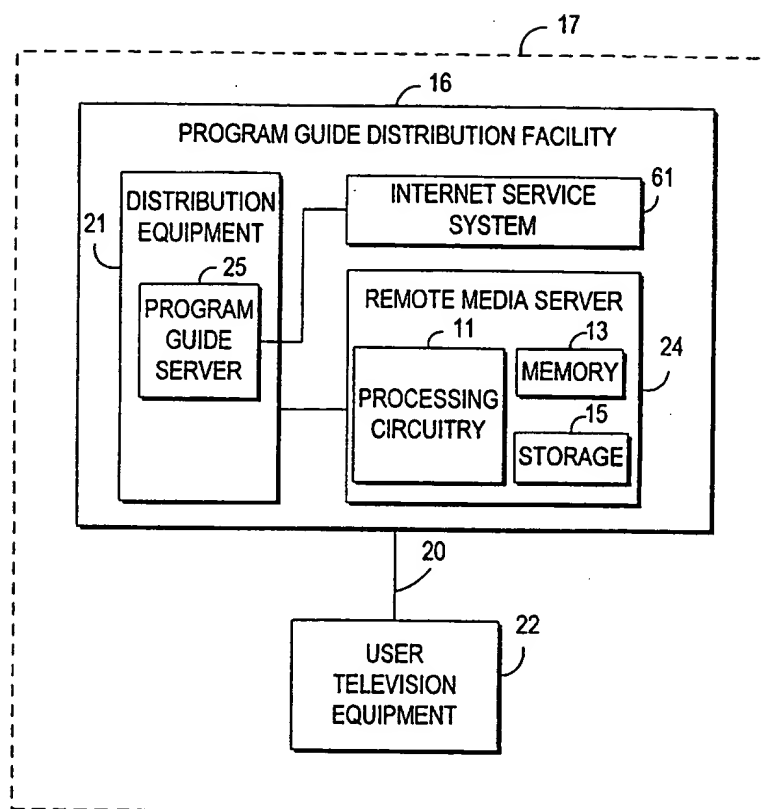 17
16
PROGRAM GUIDE DISTRIBUTION FACILITY
DISTRIBUTION
EQUIPMENT
21
25
PROGRAM
GUIDE
SERVER
INTERNET SERVICE
SYSTEM
61
REMOTE MEDIA SERVER
11
PROCESSING
CIRCUITRY
13
MEMORY
24
15
STORAGE
20
USER
TELEVISION
EQUIPMENT
22